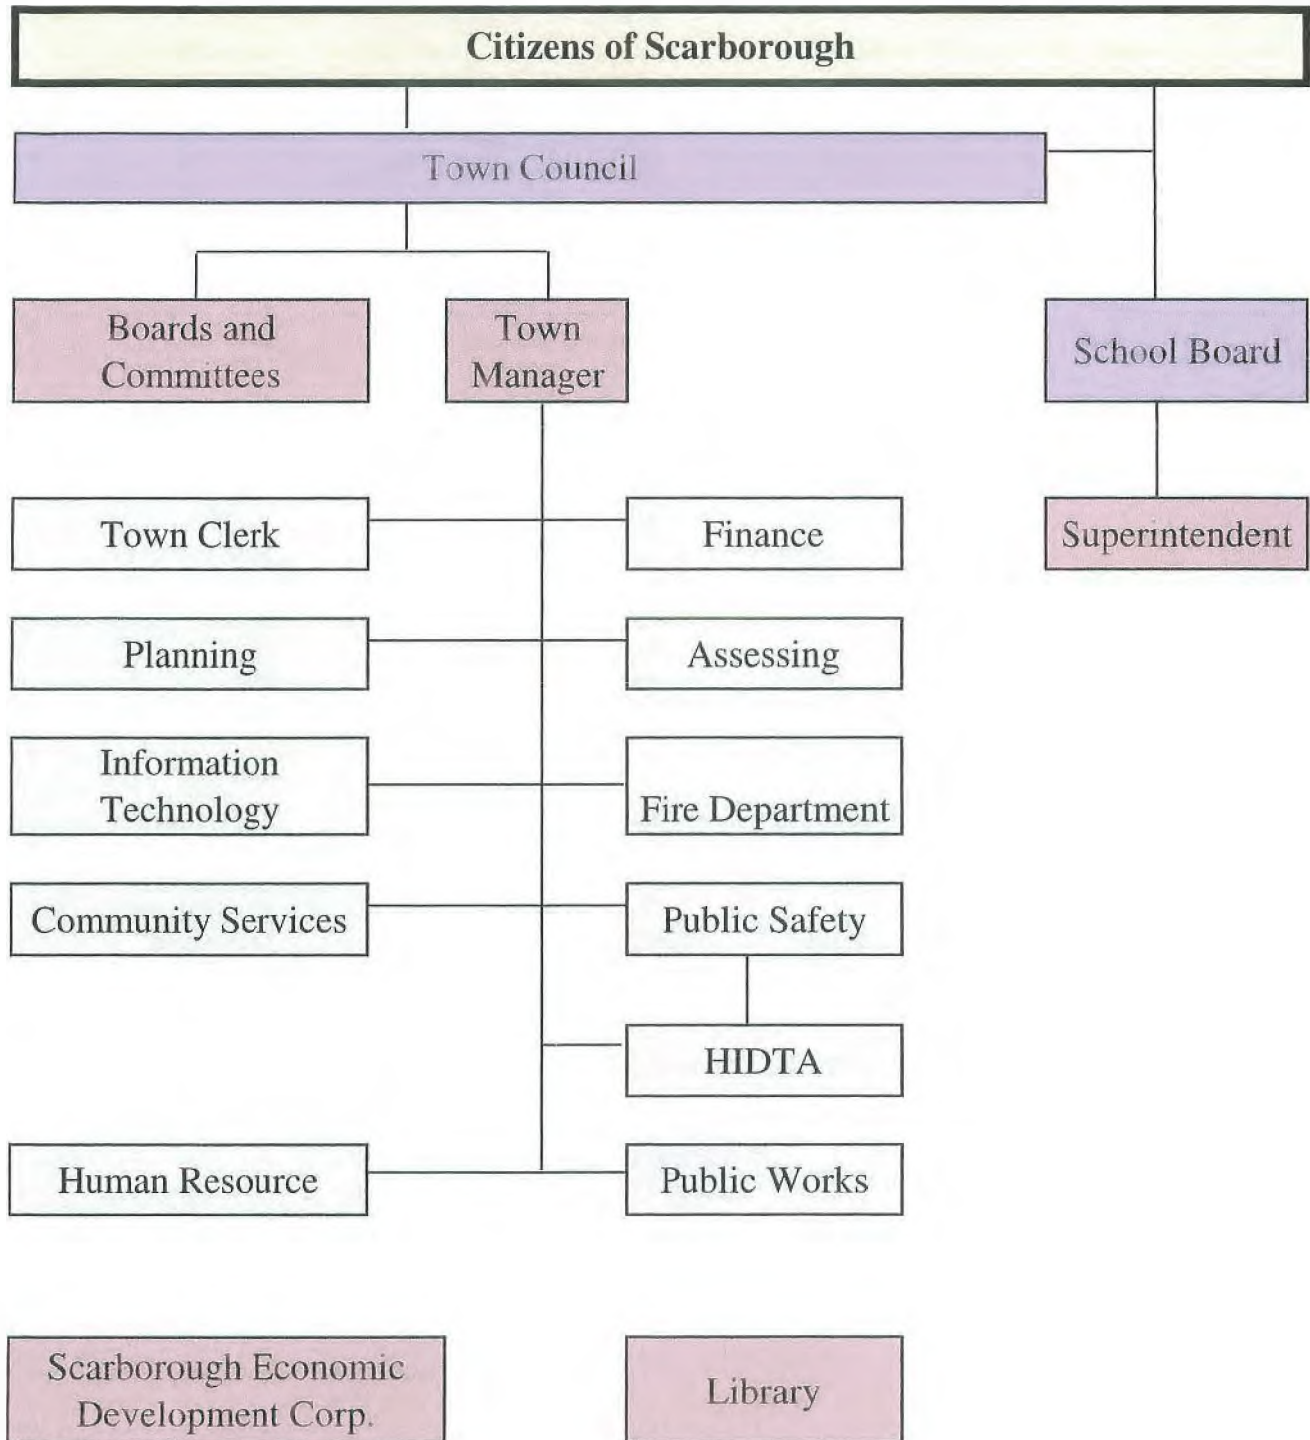 Citizens of Scarborough
Town Council
Boards and
Committees
Town
Manager
School Board
Town Clerk
Finance
Superintendent
Planning
Assessing
Information
Technology
Fire Department
Community Services
Public Safety
HIDTA
Human Resource
Public Works
Scarborough Economic
Development Corp.
Library